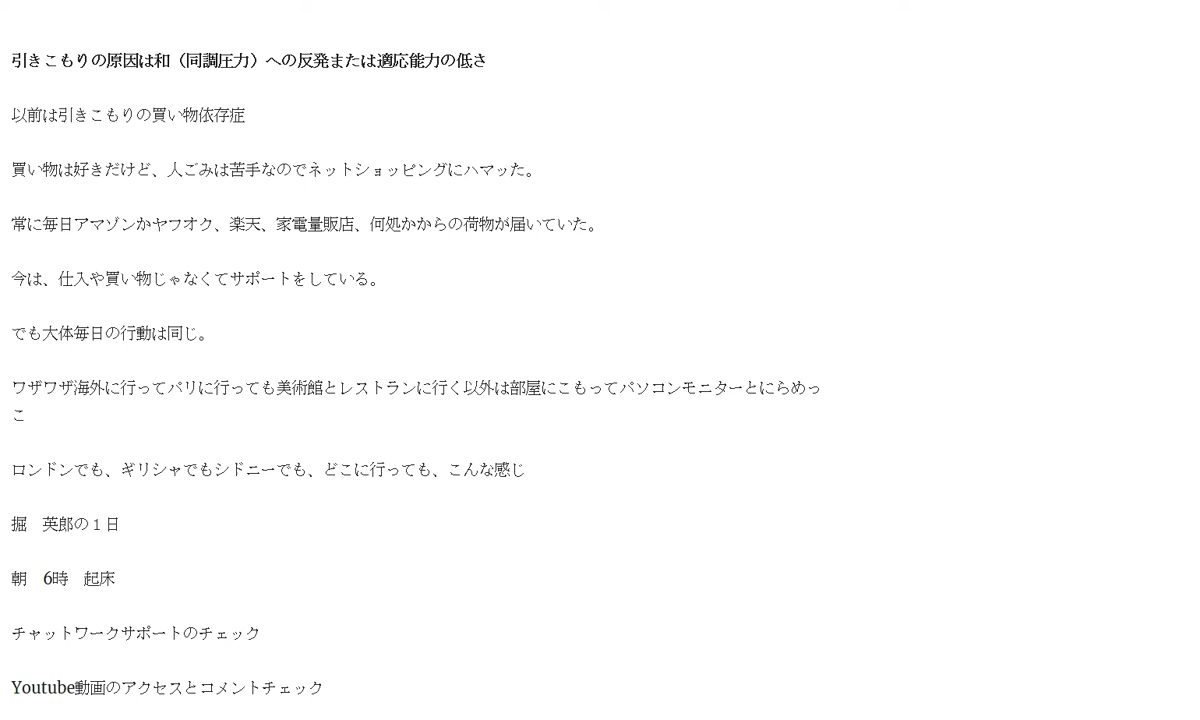 引きこもりの原因は和（同調圧力）への反発または適応能力の低さ
以前は引きこもりの買い物依存症
買い物は好きだけど、人ごみは苦手なのでネットショッピングにハマッた。
常に毎日アマゾンかヤフオク、楽天、家電量販店、何処かからの荷物が届いていた。
今は、仕入や買い物じゃなくてサポートをしている。
でも大体毎日の行動は同じ。
ワザワザ海外に行ってパリに行っても美術館とレストランに行く以外は部屋にこもってパソコンモニターとにらめっ
こ
ロンドンでも、ギリシャでもシドニーでも、どこに行っても、こんな感じ
掘　英郎の１日
朝　6時　起床
チャットワークサポートのチェック
Youtube動画のアクセスとコメントチェック